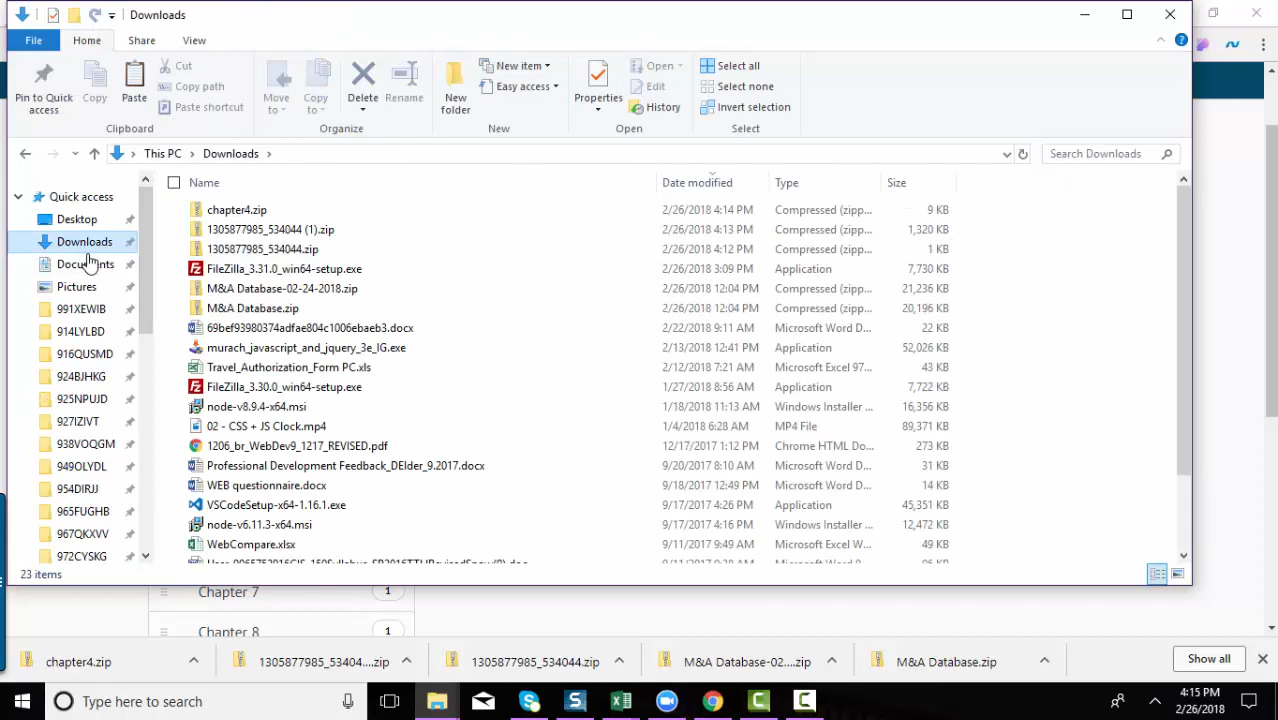 Downloads
File Home Share View
Pin to Quick access
Copy
Paste
Cut
Copy path
Paste shortcut
Clipboard
Move to
Copy to
Delete
Rename
Organize
New folder
New item
Easy access
New
Properties
Open
Edit
History
Open
Select all
Select none
Invert selection
Select
This PC Downloads
Search Downloads
Quick access
Desktop
Downloads
Documents
Pictures
991XEWIB
914LYLBD
916QUSMD
924BJHKG
925NPUJD
927IZIVT
938VOQGM
949OLYDL
954DIRJJ
965FUGHB
967QKXVV
972CYSKG
Name Date modified Type Size
chapter4.zip 2/26/2018 4:14 PM Compressed (zipp... 9 KB
1305877985_534044 (1).zip 2/26/2018 4:13 PM Compressed (zipp... 1,320 KB
1305877985_534044.zip 2/26/2018 4:12 PM Compressed (zipp... 1 KB
FileZilla_3.31.0_win64-setup.exe 2/26/2018 3:09 PM Application 7,730 KB
M&A Database-02-24-2018.zip 2/26/2018 12:04 PM Compressed (zipp... 21,236 KB
M&A Database.zip 2/26/2018 12:04 PM Compressed (zipp... 20,196 KB
69bef93980374adfae804c1006ebaeb3.docx 2/22/2018 9:11 AM Microsoft Word D... 22 KB
murach_javascript_and_jquery_3e_IG.exe 2/13/2018 12:41 PM Application 52,026 KB
Travel_Authorization_Form PC.xls 2/12/2018 7:21 AM Microsoft Excel 97... 43 KB
FileZilla_3.30.0_win64-setup.exe 1/27/2018 8:56 AM Application 7,722 KB
node-v8.9.4-x64.msi 1/18/2018 11:13 AM Windows Installer ... 16,356 KB
02 - CSS + JS Clock.mp4 1/4/2018 6:28 AM MP4 File 89,371 KB
1206_br_WebDev9_1217_REVISED.pdf 12/17/2017 1:12 PM Chrome HTML Do... 273 KB
Professional Development Feedback_DElder_9.2017.docx 9/20/2017 8:10 AM Microsoft Word D... 31 KB
WEB questionnaire.docx 9/18/2017 12:49 PM Microsoft Word D... 14 KB
VSCodeSetup-x64-1.16.1.exe 9/17/2017 4:26 PM Application 45,351 KB
node-v6.11.3-x64.msi 9/17/2017 4:16 PM Windows Installer ... 12,472 KB
WebCompare.xlsx 9/11/2017 9:49 AM Microsoft Excel W... 49 KB
23 items
Chapter 7 1
Chapter 8 1
chapter4.zip 1305877985_53404....zip 1305877985_534044.zip M&A Database-02....zip M&A Database.zip Show all
Type here to search
4:15 PM
2/26/2018